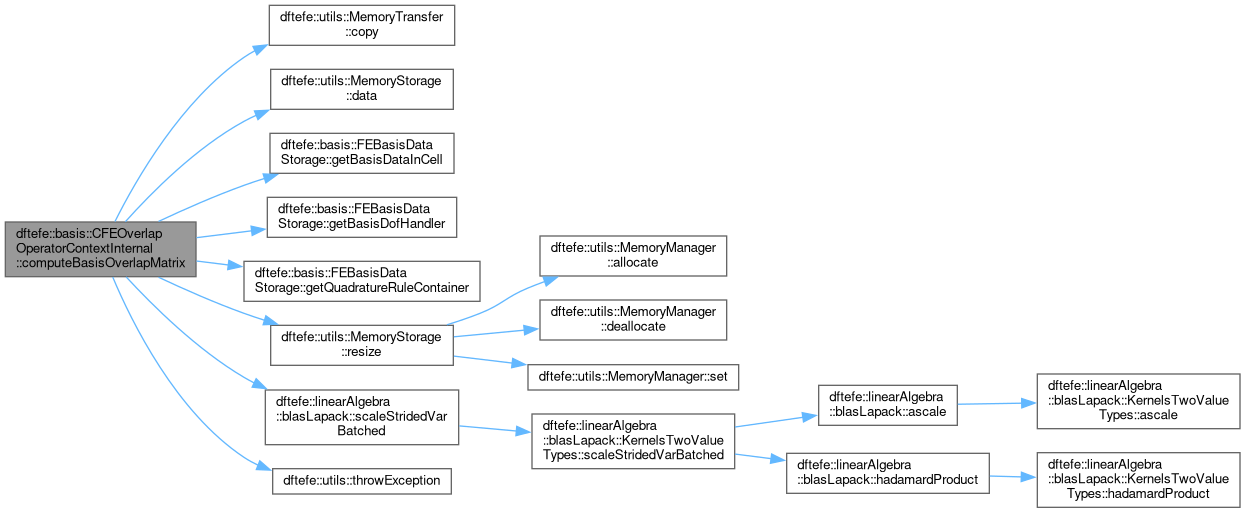 dftefe::utils::MemoryTransfer
::copy
dftefe::utils::MemoryStorage
::data
dftefe::basis::FEBasisData
Storage::getBasisDataInCell
dftefe::basis::FEBasisData
Storage::getBasisDofHandler
dftefe::basis::CFEOverlap
OperatorContextInternal
::computeBasisOverlapMatrix
dftefe::basis::FEBasisData
Storage::getQuadratureRuleContainer
dftefe::utils::MemoryStorage
::resize
dftefe::utils::MemoryManager
::allocate
dftefe::utils::MemoryManager
::deallocate
dftefe::utils::MemoryManager::set
dftefe::linearAlgebra
::blasLapack::scaleStridedVar
Batched
dftefe::linearAlgebra
::blasLapack::KernelsTwoValue
Types::scaleStridedVarBatched
dftefe::linearAlgebra
::blasLapack::ascale
dftefe::linearAlgebra
::blasLapack::KernelsTwoValue
Types::ascale
dftefe::linearAlgebra
::blasLapack::hadamardProduct
dftefe::linearAlgebra
::blasLapack::KernelsTwoValue
Types::hadamardProduct
dftefe::utils::throwException